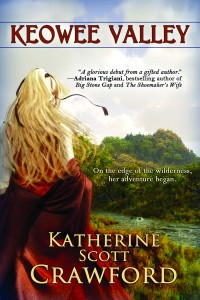 KEOWEE VALLEY
"A glorious debut from a gifted author."
—Adriana Trigiani, bestselling author of
Big Stone Gap and The Shoemaker's Wife
On the edge of the wilderness,
her adventure began.
KATHERINE
SCOTT
CRAWFORD